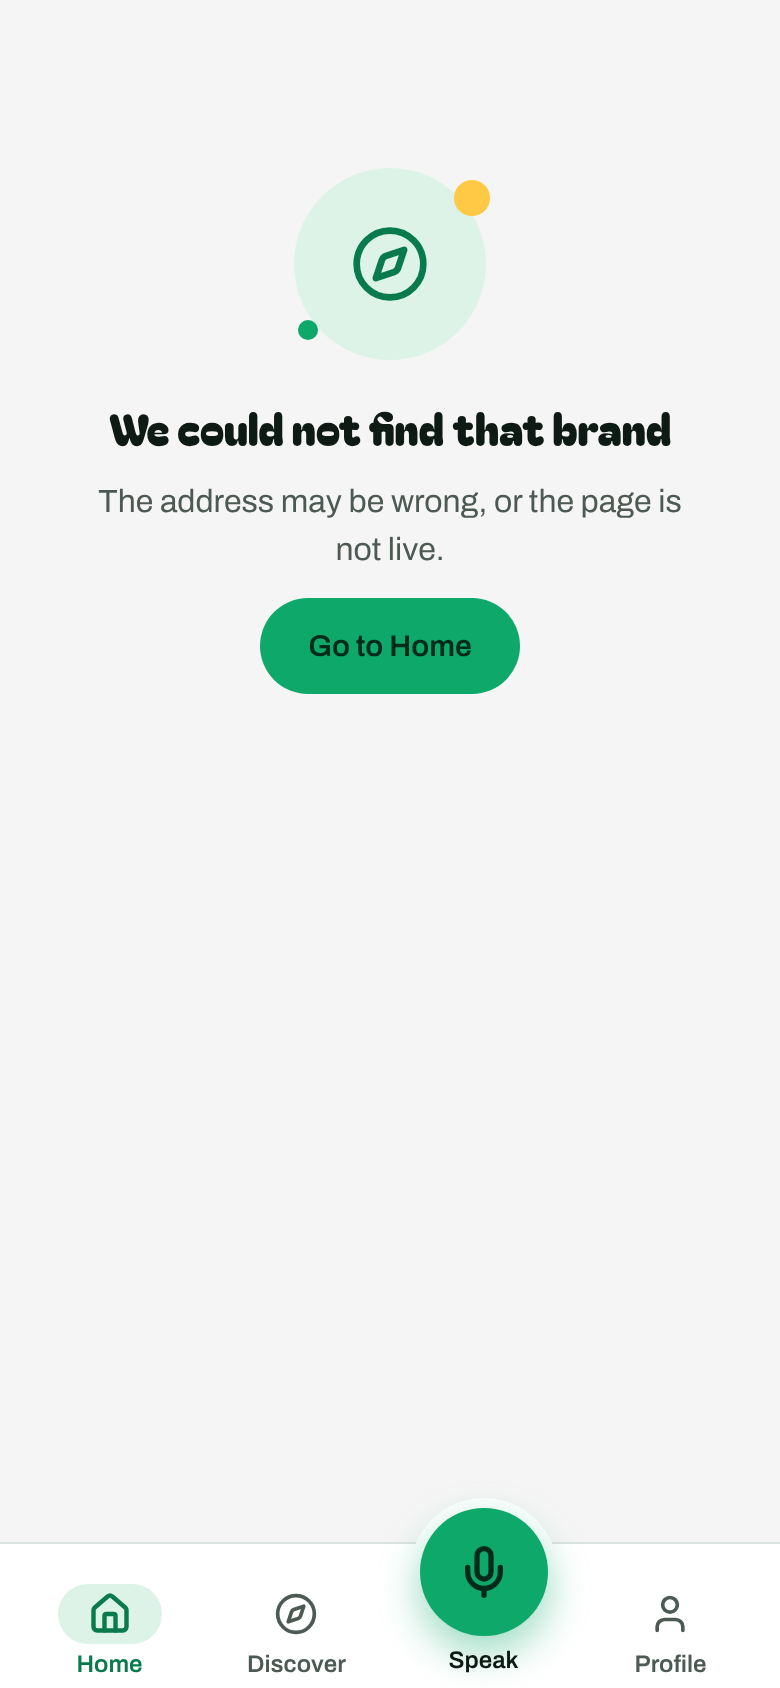 We could not find that brand
The address may be wrong, or the page is
not live.
Go to Home
Home
Discover
Speak
Profile